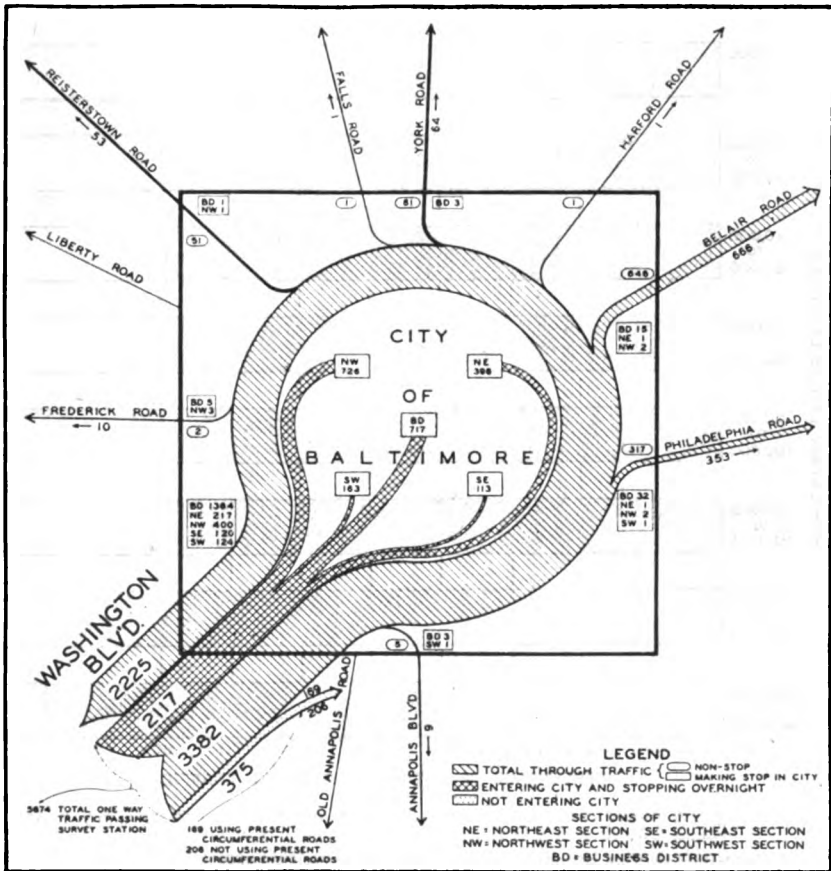 FALLS ROAD
1
YORK ROAD
64
HARFORD ROAD
1
REISTERSTOWN ROAD
53
BD 1
NW 1
1
61
BD 3
1
51
LIBERTY ROAD
BELAIR ROAD
666
648
BD 15
NE 1
NW 2
CITY
OF
BALTIMORE
NW
726
NE
398
BD
717
SW
163
SE
113
BD 5
NW 3
FREDERICK ROAD
10
2
PHILADELPHIA ROAD
353
317
BD 32
NE 1
NW 2
SW 1
BD 1364
NE 217
NW 400
SE 120
SW 124
WASHINGTON
BLV'D.
2225
2117
3382
375
169
206
5
BD 3
SW 1
OLD ANNAPOLIS ROAD
ANNAPOLIS BLV'D
9
5874 TOTAL ONE WAY
TRAFFIC PASSING
SURVEY STATION
169 USING PRESENT
CIRCUMFERENTIAL ROADS
206 NOT USING PRESENT
CIRCUMFERENTIAL ROADS
LEGEND
TOTAL THROUGH TRAFFIC { NON-STOP
MAKING STOP IN CITY
ENTERING CITY AND STOPPING OVERNIGHT
NOT ENTERING CITY
SECTIONS OF CITY
NE = NORTHEAST SECTION SE = SOUTHEAST SECTION
NW = NORTHWEST SECTION SW = SOUTHWEST SECTION
BD = BUSINESS DISTRICT